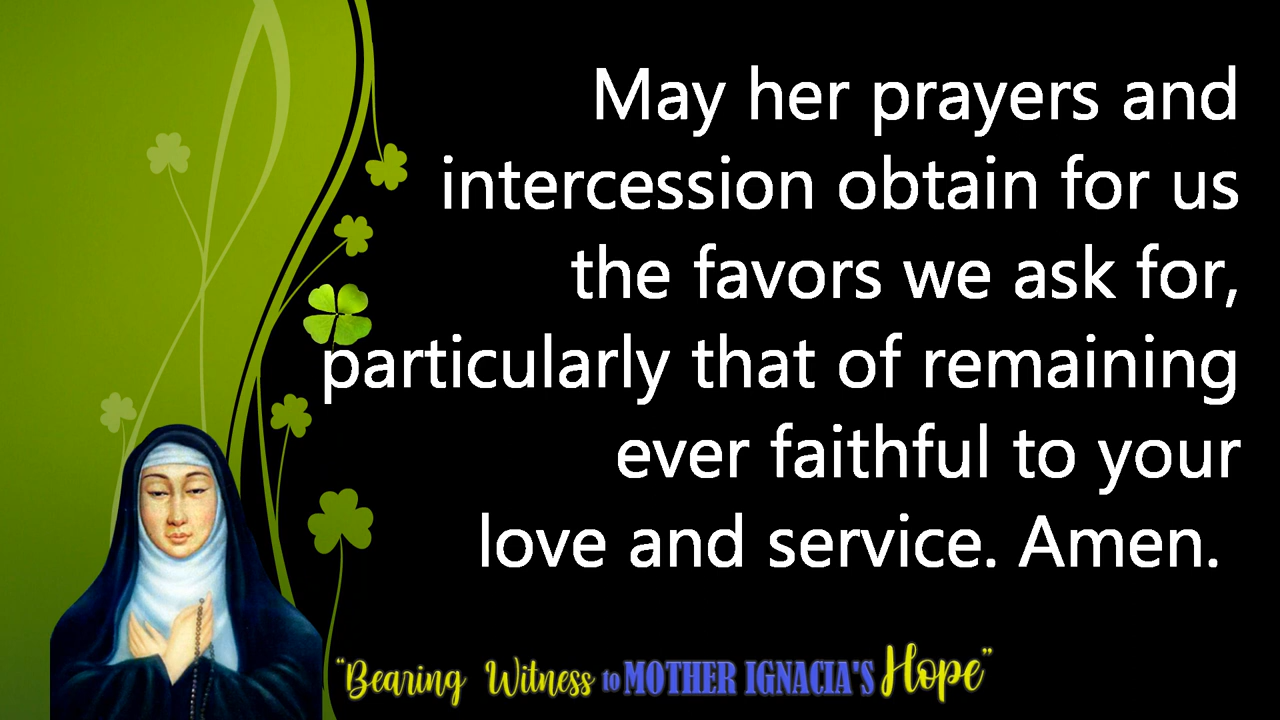 May her prayers and
intercession obtain for us
the favors we ask for,
particularly that of remaining
ever faithful to your
love and service. Amen.
“Bearing Witness to MOTHER IGNACIA'S Hope”